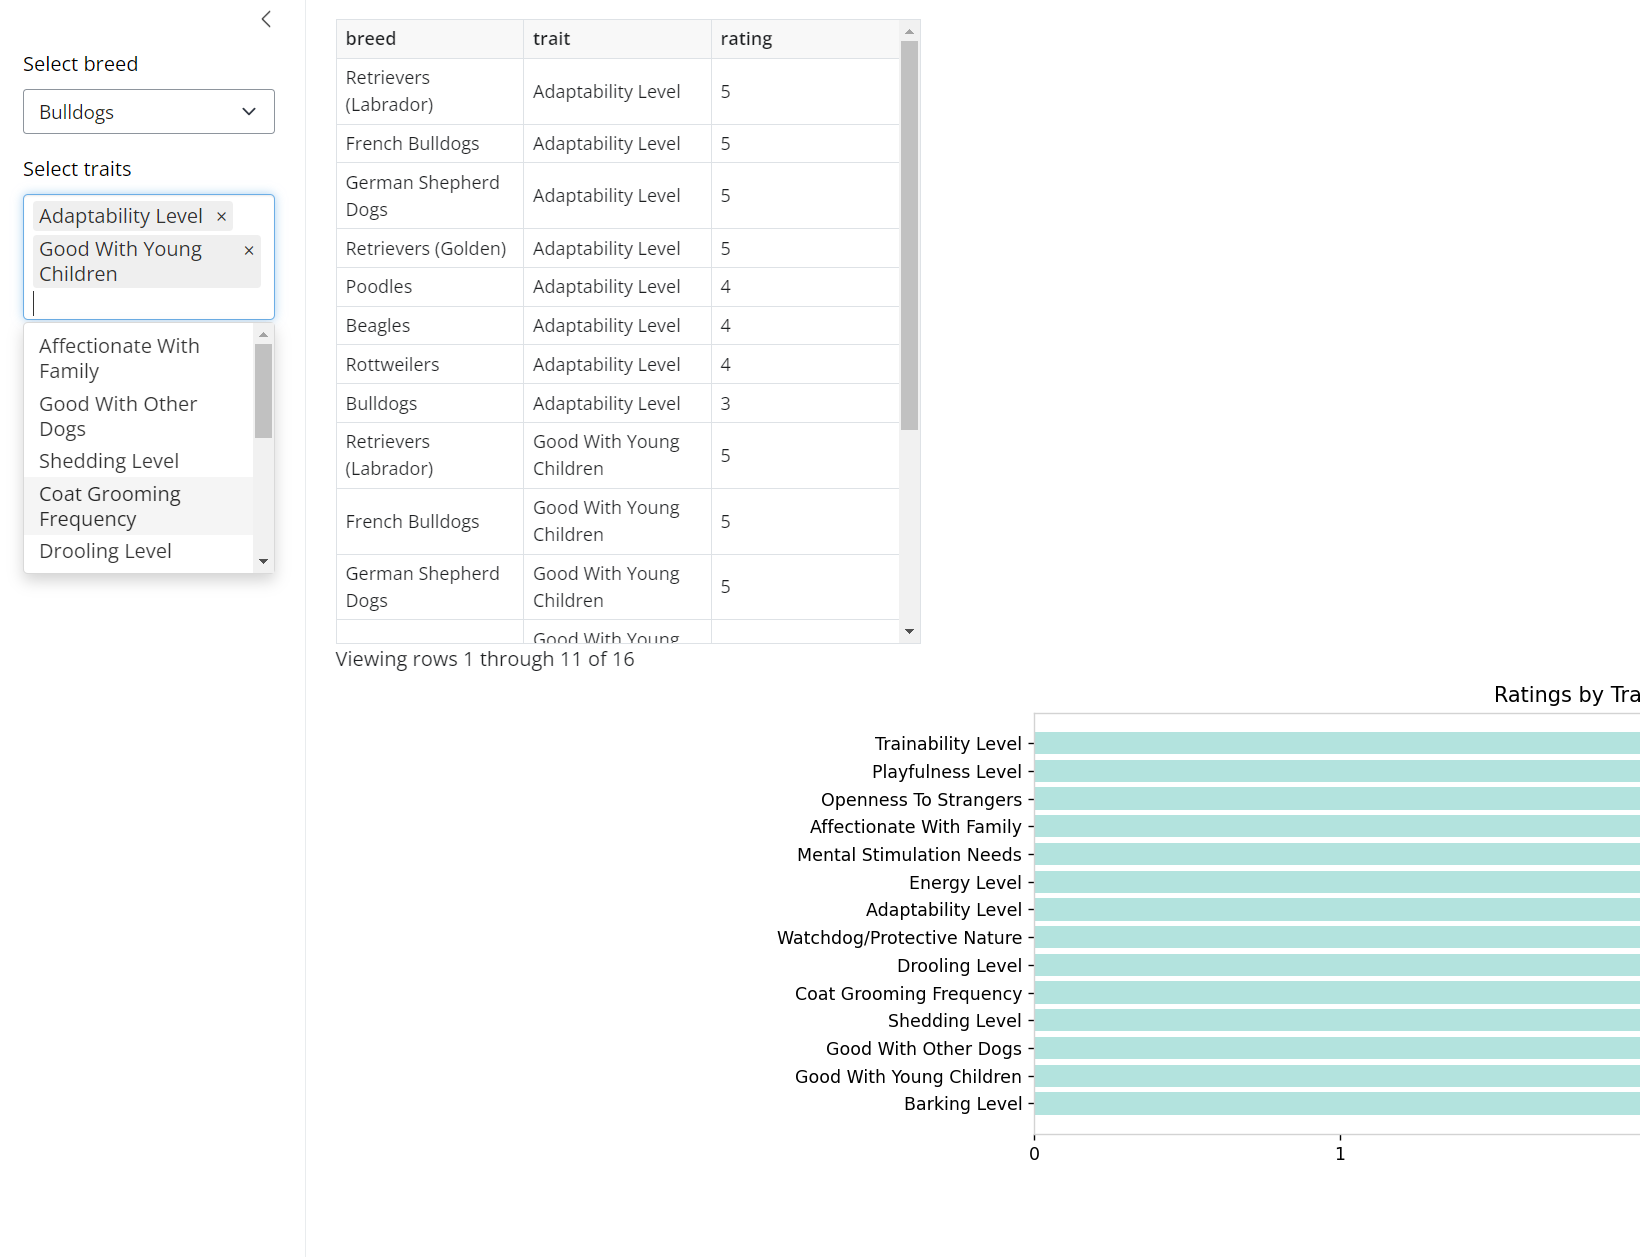 Select breed
Bulldogs
Select traits
Adaptability Level ×
Good With Young ×
Children
Affectionate With
Family
Good With Other
Dogs
Shedding Level
Coat Grooming
Frequency
Drooling Level
breed trait rating
Retrievers
(Labrador) Adaptability Level 5
French Bulldogs Adaptability Level 5
German Shepherd
Dogs Adaptability Level 5
Retrievers (Golden) Adaptability Level 5
Poodles Adaptability Level 4
Beagles Adaptability Level 4
Rottweilers Adaptability Level 4
Bulldogs Adaptability Level 3
Retrievers Good With Young
(Labrador) Children 5
French Bulldogs Good With Young
Children 5
German Shepherd Good With Young
Dogs Children 5
Good With Young
Viewing rows 1 through 11 of 16
Ratings by Tra
Trainability Level
Playfulness Level
Openness To Strangers
Affectionate With Family
Mental Stimulation Needs
Energy Level
Adaptability Level
Watchdog/Protective Nature
Drooling Level
Coat Grooming Frequency
Shedding Level
Good With Other Dogs
Good With Young Children
Barking Level
0 1